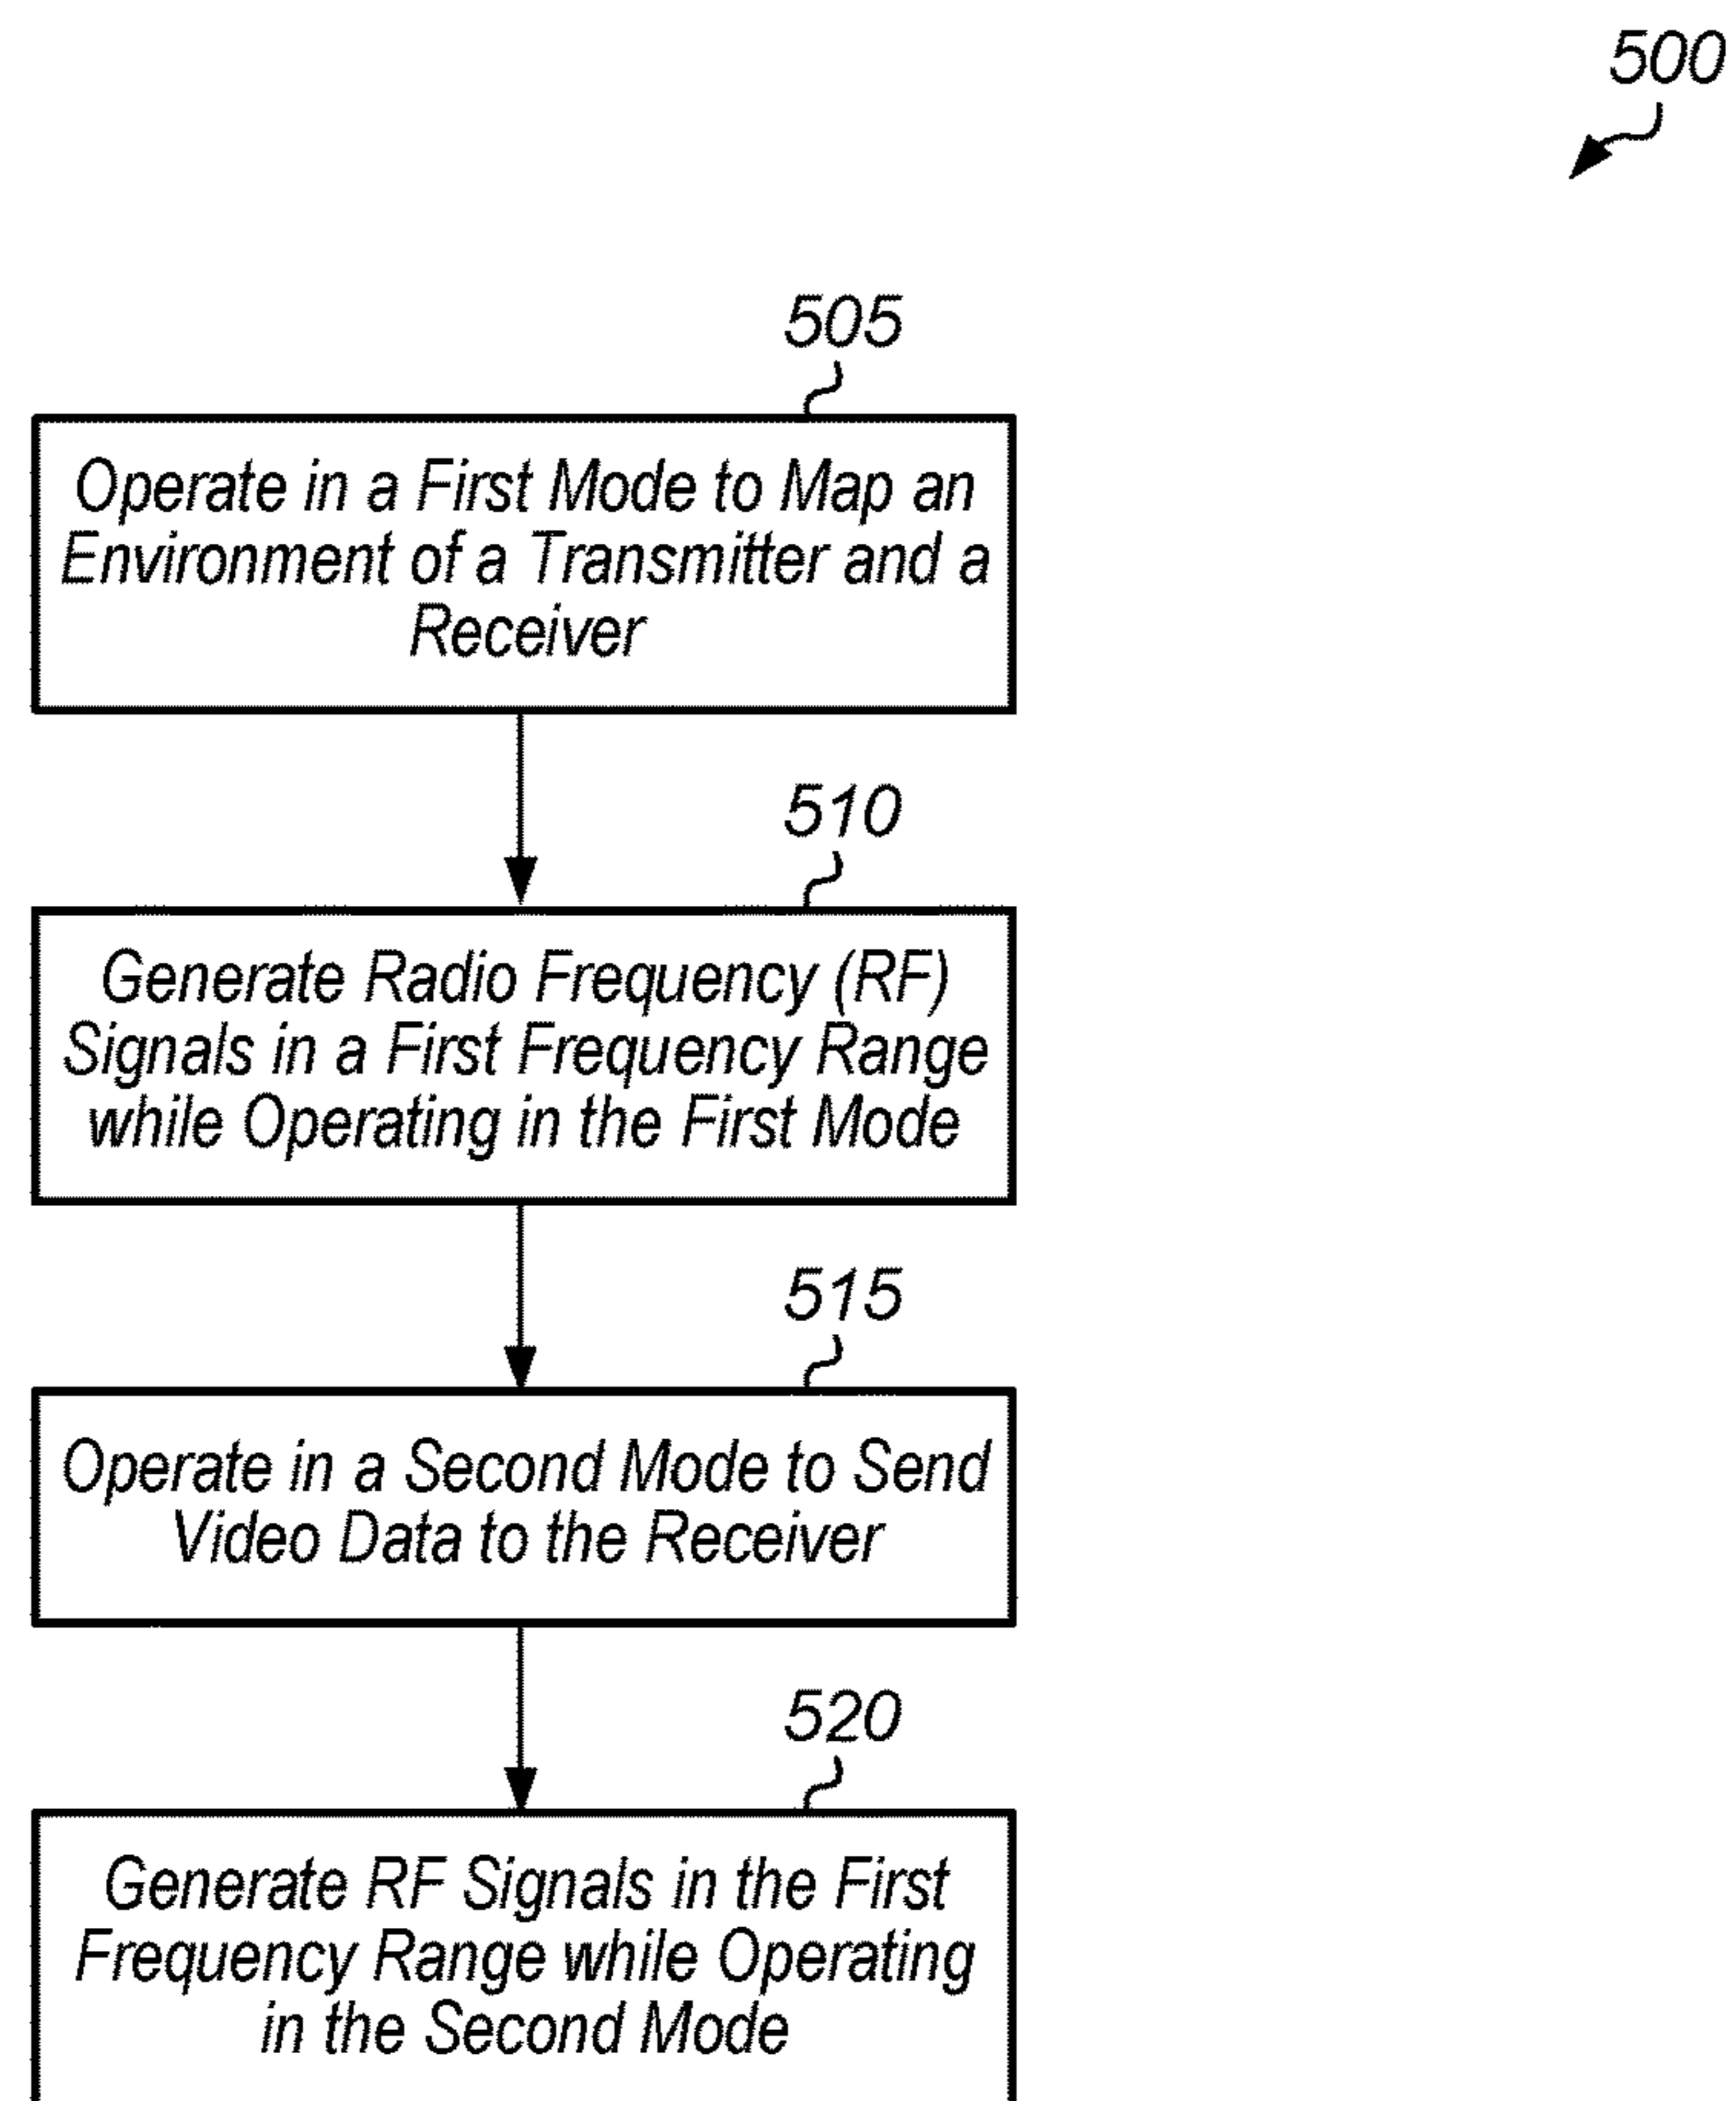 500
505
Operate in a First Mode to Map an
Environment of a Transmitter and a
Receiver
510
Generate Radio Frequency (RF)
Signals in a First Frequency Range
while Operating in the First Mode
515
Operate in a Second Mode to Send
Video Data to the Receiver
520
Generate RF Signals in the First
Frequency Range while Operating
in the Second Mode